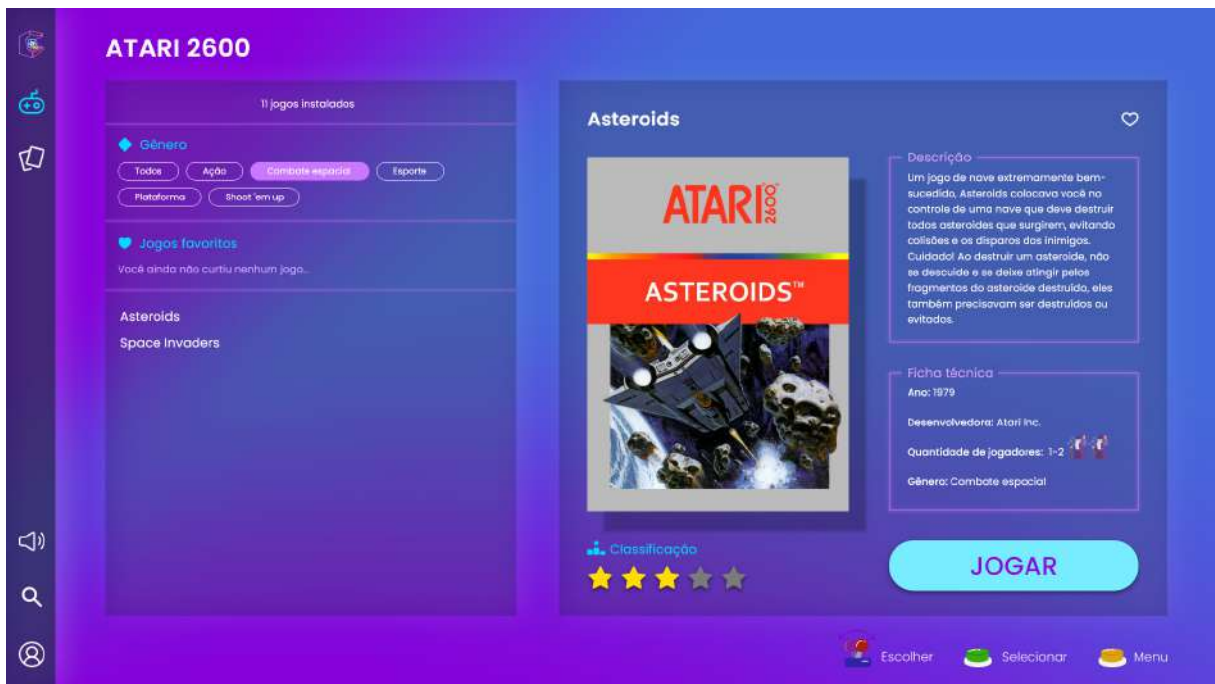 ATARI 2600
11 jogos instalados
Gênero
Todos
Ação
Combate espacial
Esporte
Plataforma
Shoot 'em up
Jogos favoritos
Você ainda não curtiu nenhum jogo...
Asteroids
Space Invaders
Asteroids
ATARI 2600
ASTEROIDS™
Classificação
Descrição
Um jogo de nave extremamente bem-
sucedido, Asteroids colocava você no
controle de uma nave que deve destruir
todos asteroides que surgirem, evitando
colisões e os disparos dos inimigos.
Cuidado! Ao destruir um asteroide, não
se descuide e se deixe atingir pelos
fragmentos do asteroide destruído, eles
também precisavam ser destruídos ou
evitados.
Ficha técnica
Ano: 1979
Desenvolvedora: Atari Inc.
Quantidade de jogadores: 1-2
Gênero: Combate espacial
JOGAR
Escolher
Selecionar
Menu